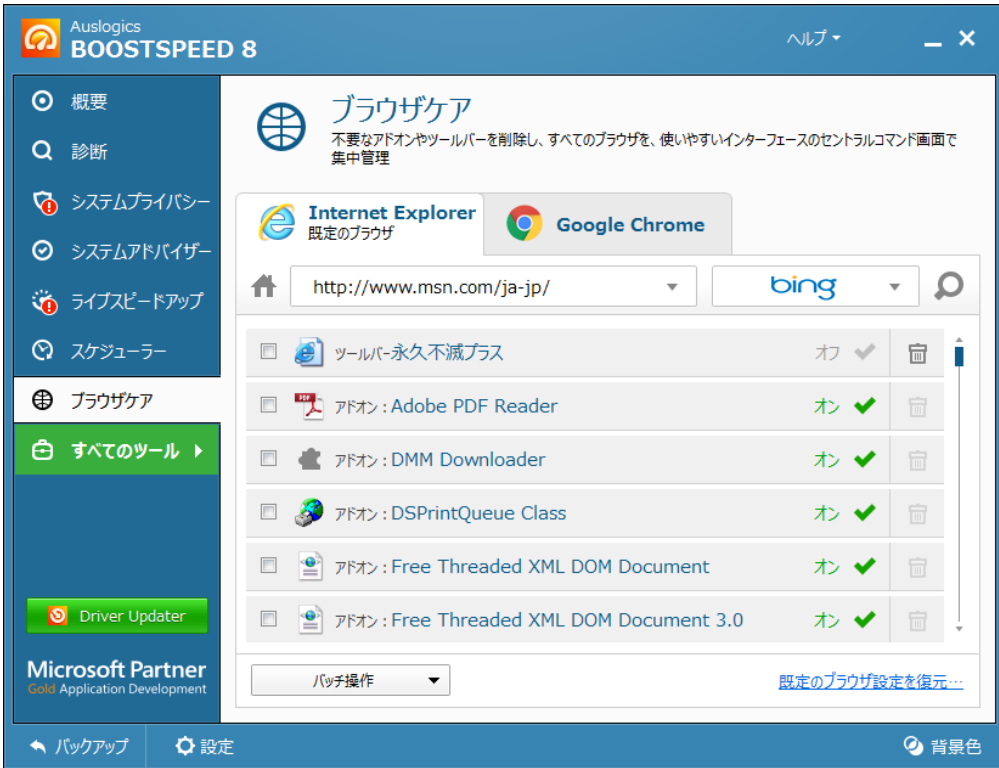 Auslogics
BOOSTSPEED 8
ヘルプ
概要
診断
システムプライバシー
システムアドバイザー
ライブスピードアップ
スケジューラー
ブラウザケア
すべてのツール
Driver Updater
Microsoft Partner
Gold Application Development
ブラウザケア
不要なアドオンやツールバーを削除し、すべてのブラウザを、使いやすいインターフェースのセントラルコマンド画面で
集中管理
Internet Explorer
既定のブラウザ
Google Chrome
http://www.msn.com/ja-jp/
bing
ツールバー永久不滅プラス オフ
アドオン : Adobe PDF Reader オン
アドオン : DMM Downloader オン
アドオン : DSPrintQueue Class オン
アドオン : Free Threaded XML DOM Document オン
アドオン : Free Threaded XML DOM Document 3.0 オン
バッチ操作
既定のブラウザ設定を復元…
バックアップ
設定
背景色